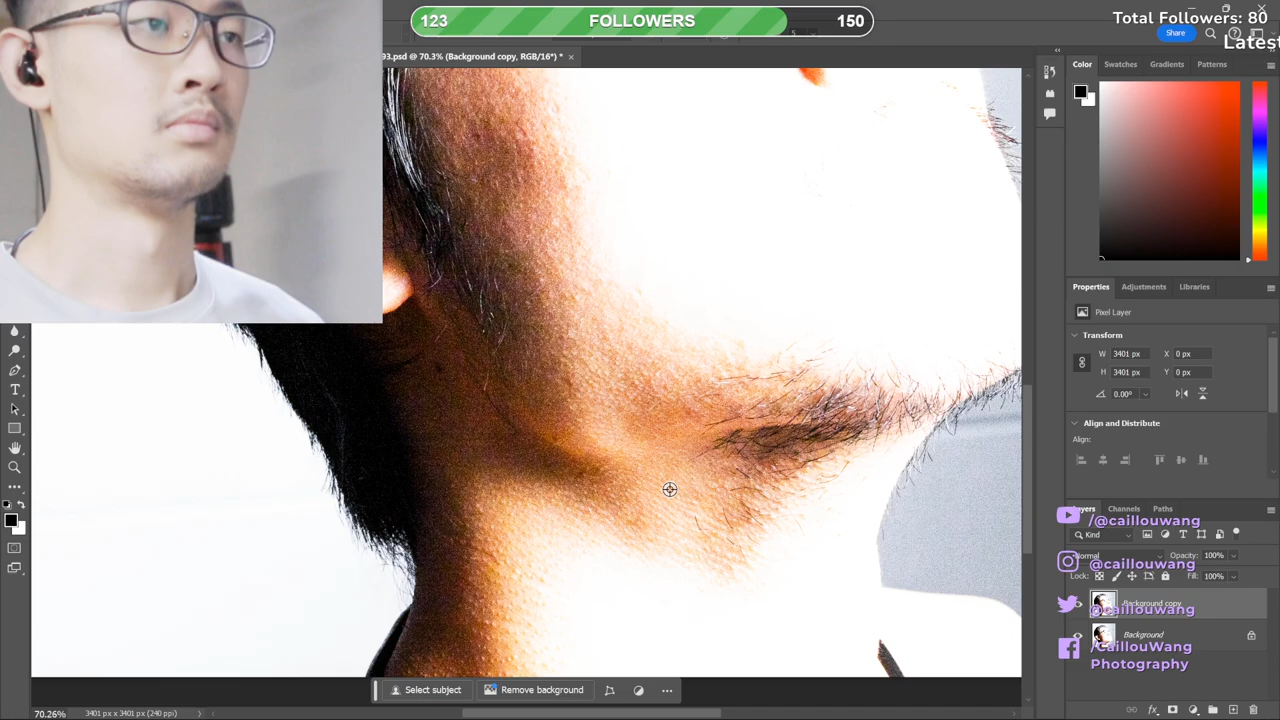 123 FOLLOWERS 150
Total Followers: 80
Latest
Share
93.psd @ 70.3% (Background copy, RGB/16*) *
Color Swatches Gradients Patterns
Properties Adjustments Libraries
Pixel Layer
Transform
W 3401 px X 0 px
H 3401 px Y 0 px
0.00°
Align and Distribute
Align:
Layers Channels Paths
/@caillouwang
Kind
Normal Opacity: 100%
@caillouwang
Lock: Fill: 100%
Background copy
@caillouwang
Background
/CaillouWang
Photography
Select subject Remove background
70.26% 3401 px x 3401 px (240 ppi)